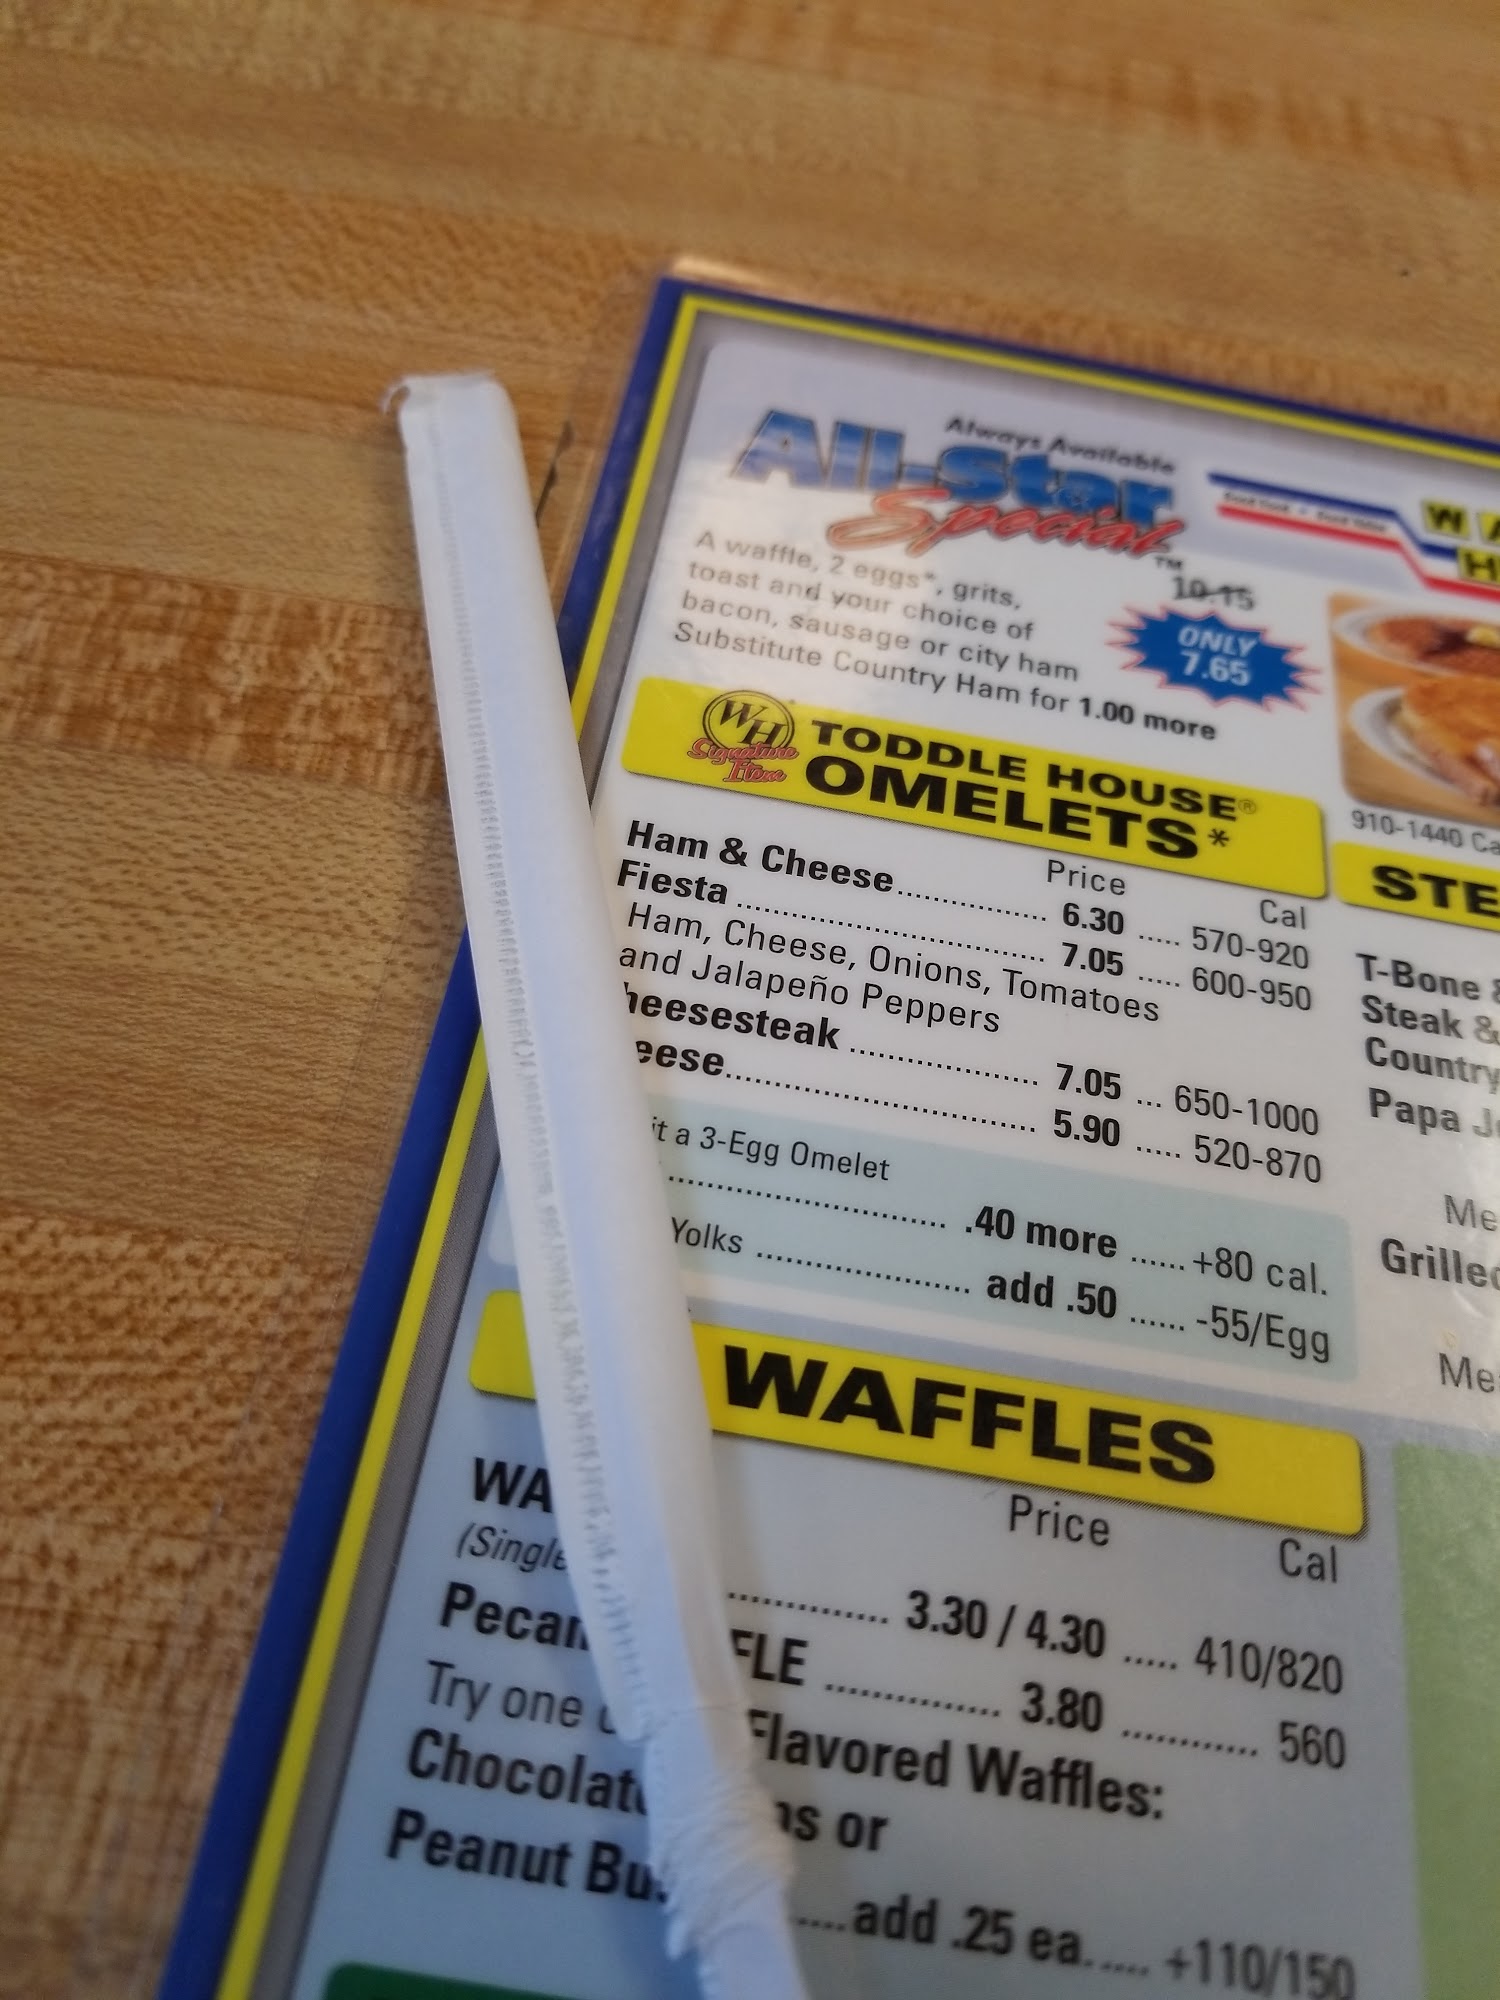 Always Available
All-Star
Special™
A waffle, 2 eggs*, grits,
toast and your choice of
bacon, sausage or city ham
Substitute Country Ham for 1.00 more
10.15
ONLY
7.65
WH
Signature
Item
TODDLE HOUSE®
OMELETS*
Price Cal
Ham & Cheese 6.30 570-920
Fiesta 7.05 600-950
Ham, Cheese, Onions, Tomatoes
and Jalapeño Peppers
heesesteak 7.05 650-1000
eese 5.90 520-870
it a 3-Egg Omelet
.40 more +80 cal.
Yolks add .50 -55/Egg
WAFFLES
Price Cal
WA
(Single 3.30 / 4.30 410/820
Pecan FLE 3.80 560
Try one Flavored Waffles:
Chocolate ns or
Peanut Bu add .25 ea. +110/150
W A
H
910-1440 Ca
STE
T-Bone &
Steak &
Country
Papa J
Me
Grilled
Me